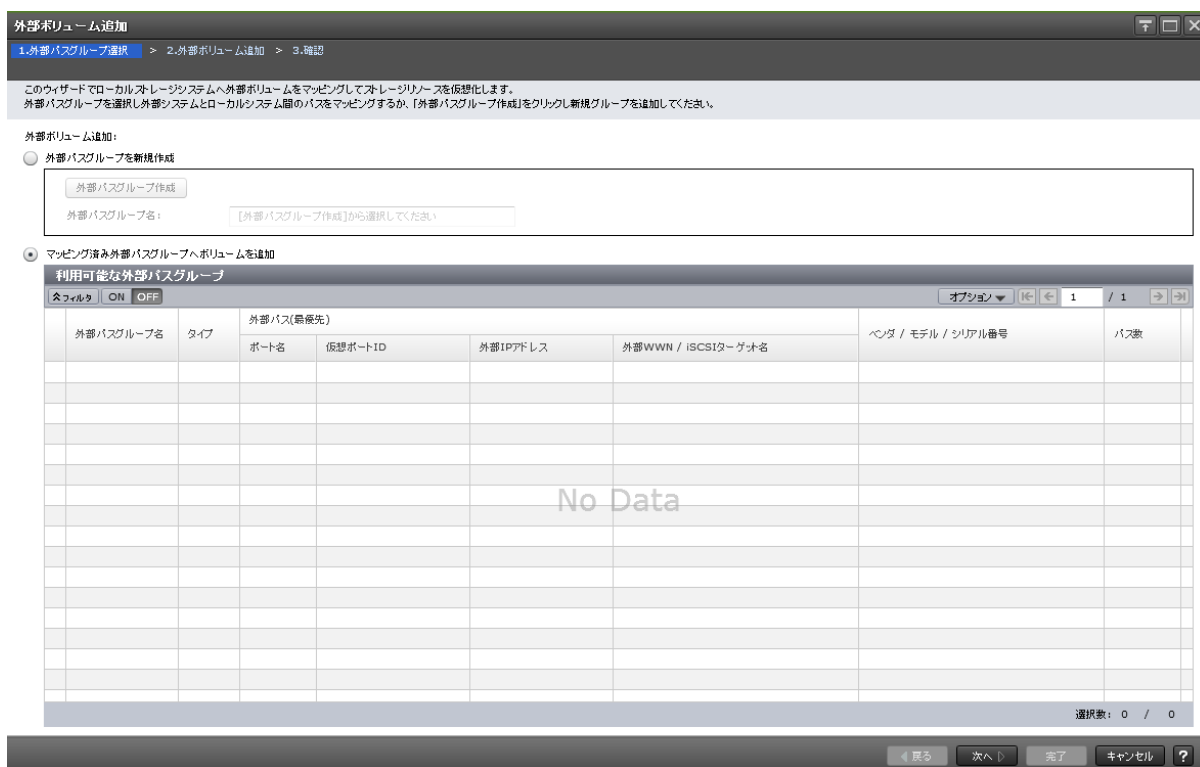 外部ボリューム追加
1.外部パスグループ選択 > 2.外部ボリューム追加 > 3.確認
このウィザードでローカルストレージシステムへ外部ボリュームをマッピングしてストレージリソースを仮想化します。
外部パスグループを選択し外部システムとローカルシステム間のパスをマッピングするか、「外部パスグループ作成」をクリックし新規グループを追加してください。
外部ボリューム追加:
外部パスグループを新規作成
外部パスグループ作成
外部パスグループ名: [外部パスグループ作成]から選択してください
マッピング済み外部パスグループへボリュームを追加
利用可能な外部パスグループ
フィルタ ON OFF オプション 1 / 1
外部パスグループ名 タイプ 外部パス(最優先) ベンダ / モデル / シリアル番号 パス数
ポート名 仮想ポートID 外部IPアドレス 外部WWN / iSCSIターゲット名
No Data
選択数: 0 / 0
戻る 次へ 完了 キャンセル ?